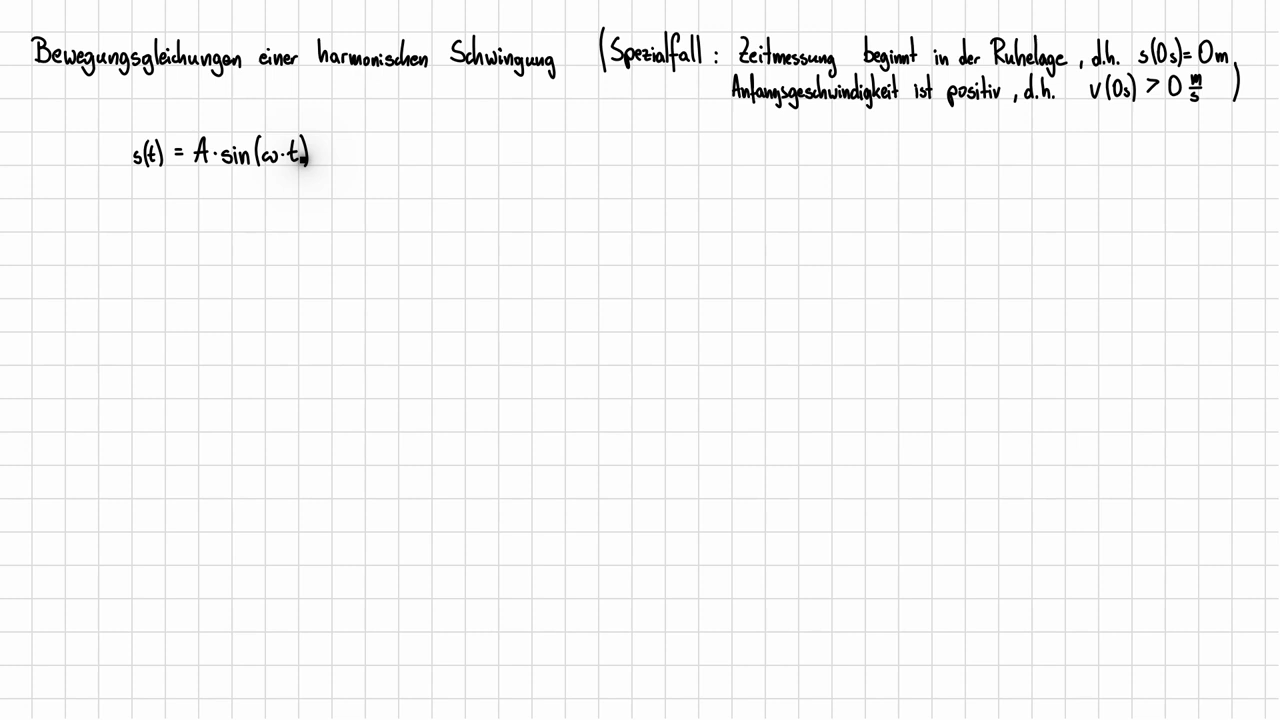 Bewegungsgleichungen einer harmonischen Schwingung (Spezialfall: Zeitmessung beginnt in der Ruhelage, d.h. s(0s)=0m,
Anfangsgeschwindigkeit ist positiv, d.h. v(0s) > 0 m/s)
s(t) = A·sin(ω·t)